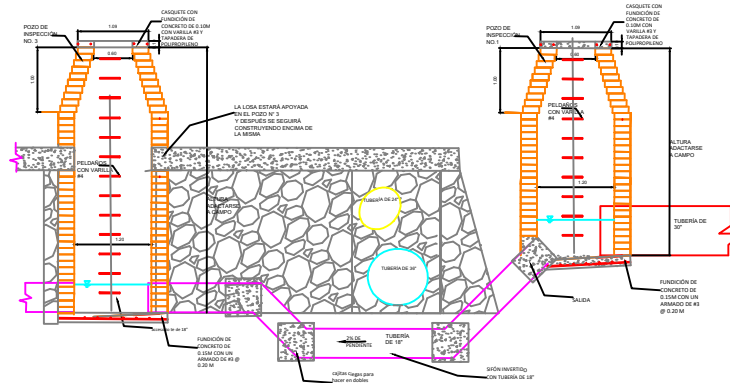 CASQUETE CON
FUNDICIÓN DE
CONCRETO DE 0.10M
CON VARILLA #3 Y
TAPADERA DE
POLIPROPILENO
1.09
POZO DE
INSPECCIÓN
NO. 3
0.60
1.00
LA LOSA ESTARÁ APOYADA
EN EL POZO N° 3
Y DESPUÉS SE SEGUIRÁ
CONSTRUYENDO ENCIMA DE
LA MISMA
PELDAÑOS
CON VARILLA
#4
ALTURA
ADACTARSE
A CAMPO
1.20
TUBERÍA DE 24"
TUBERÍA DE 36"
FUNDICIÓN DE
CONCRETO DE
0.15M CON UN
ARMADO DE #3 @
0.20 M
2% DE
PENDIENTE
TUBERÍA
DE 18"
cajitas ciegas para
hacer en dobles
SIFÓN INVERTIDO
CON TUBERÍA DE 18"
CASQUETE CON
FUNDICIÓN DE
CONCRETO DE
0.10M CON
VARILLA #3 Y
TAPADERA DE
POLIPROPILENO
1.09
POZO DE
INSPECCIÓN
NO.1
0.60
1.00
PELDAÑOS
CON VARILLA
#4
ALTURA
ADACTARSE
A CAMPO
1.20
TUBERÍA DE
30"
SALIDA
FUNDICIÓN DE
CONCRETO DE
0.15M CON UN
ARMADO DE #3
@ 0.20 M